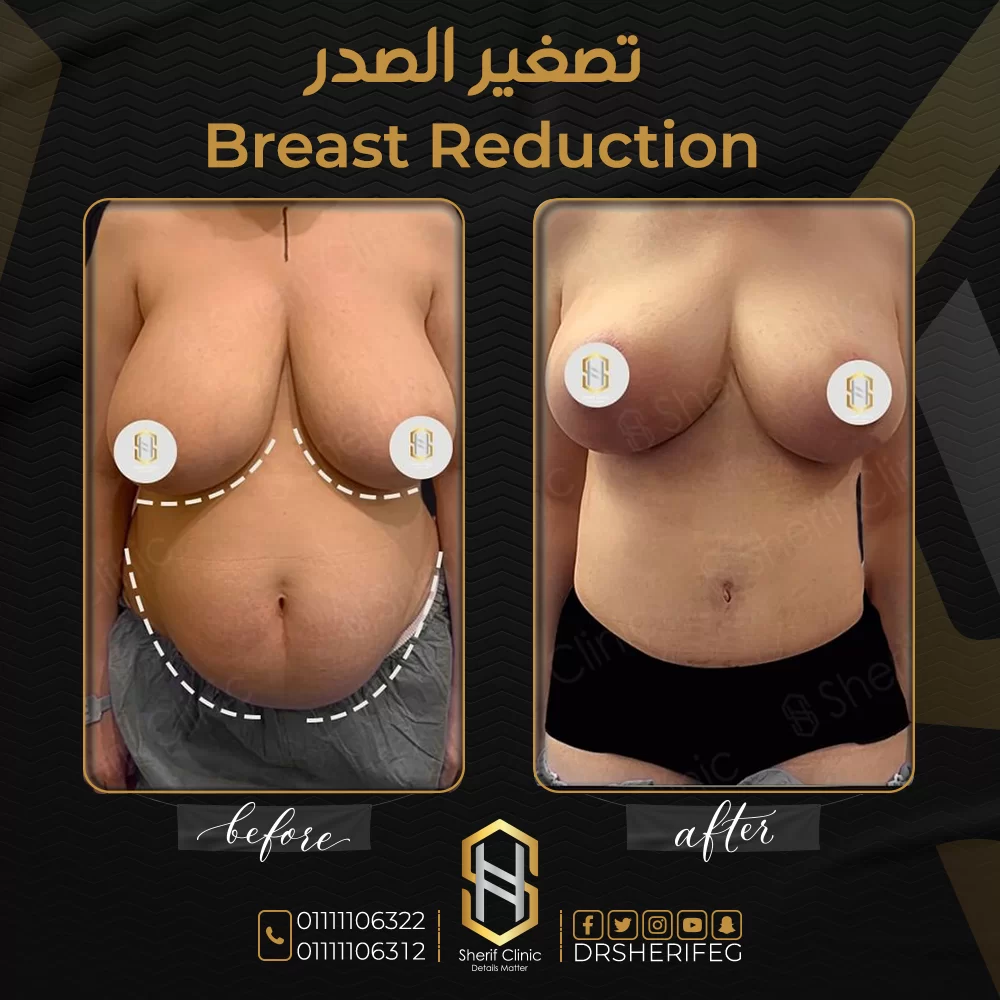 تصغير الصدر
Breast Reduction
before
after
01111106322
01111106312
Sherif Clinic
Details Matter
DRSHERIFEG